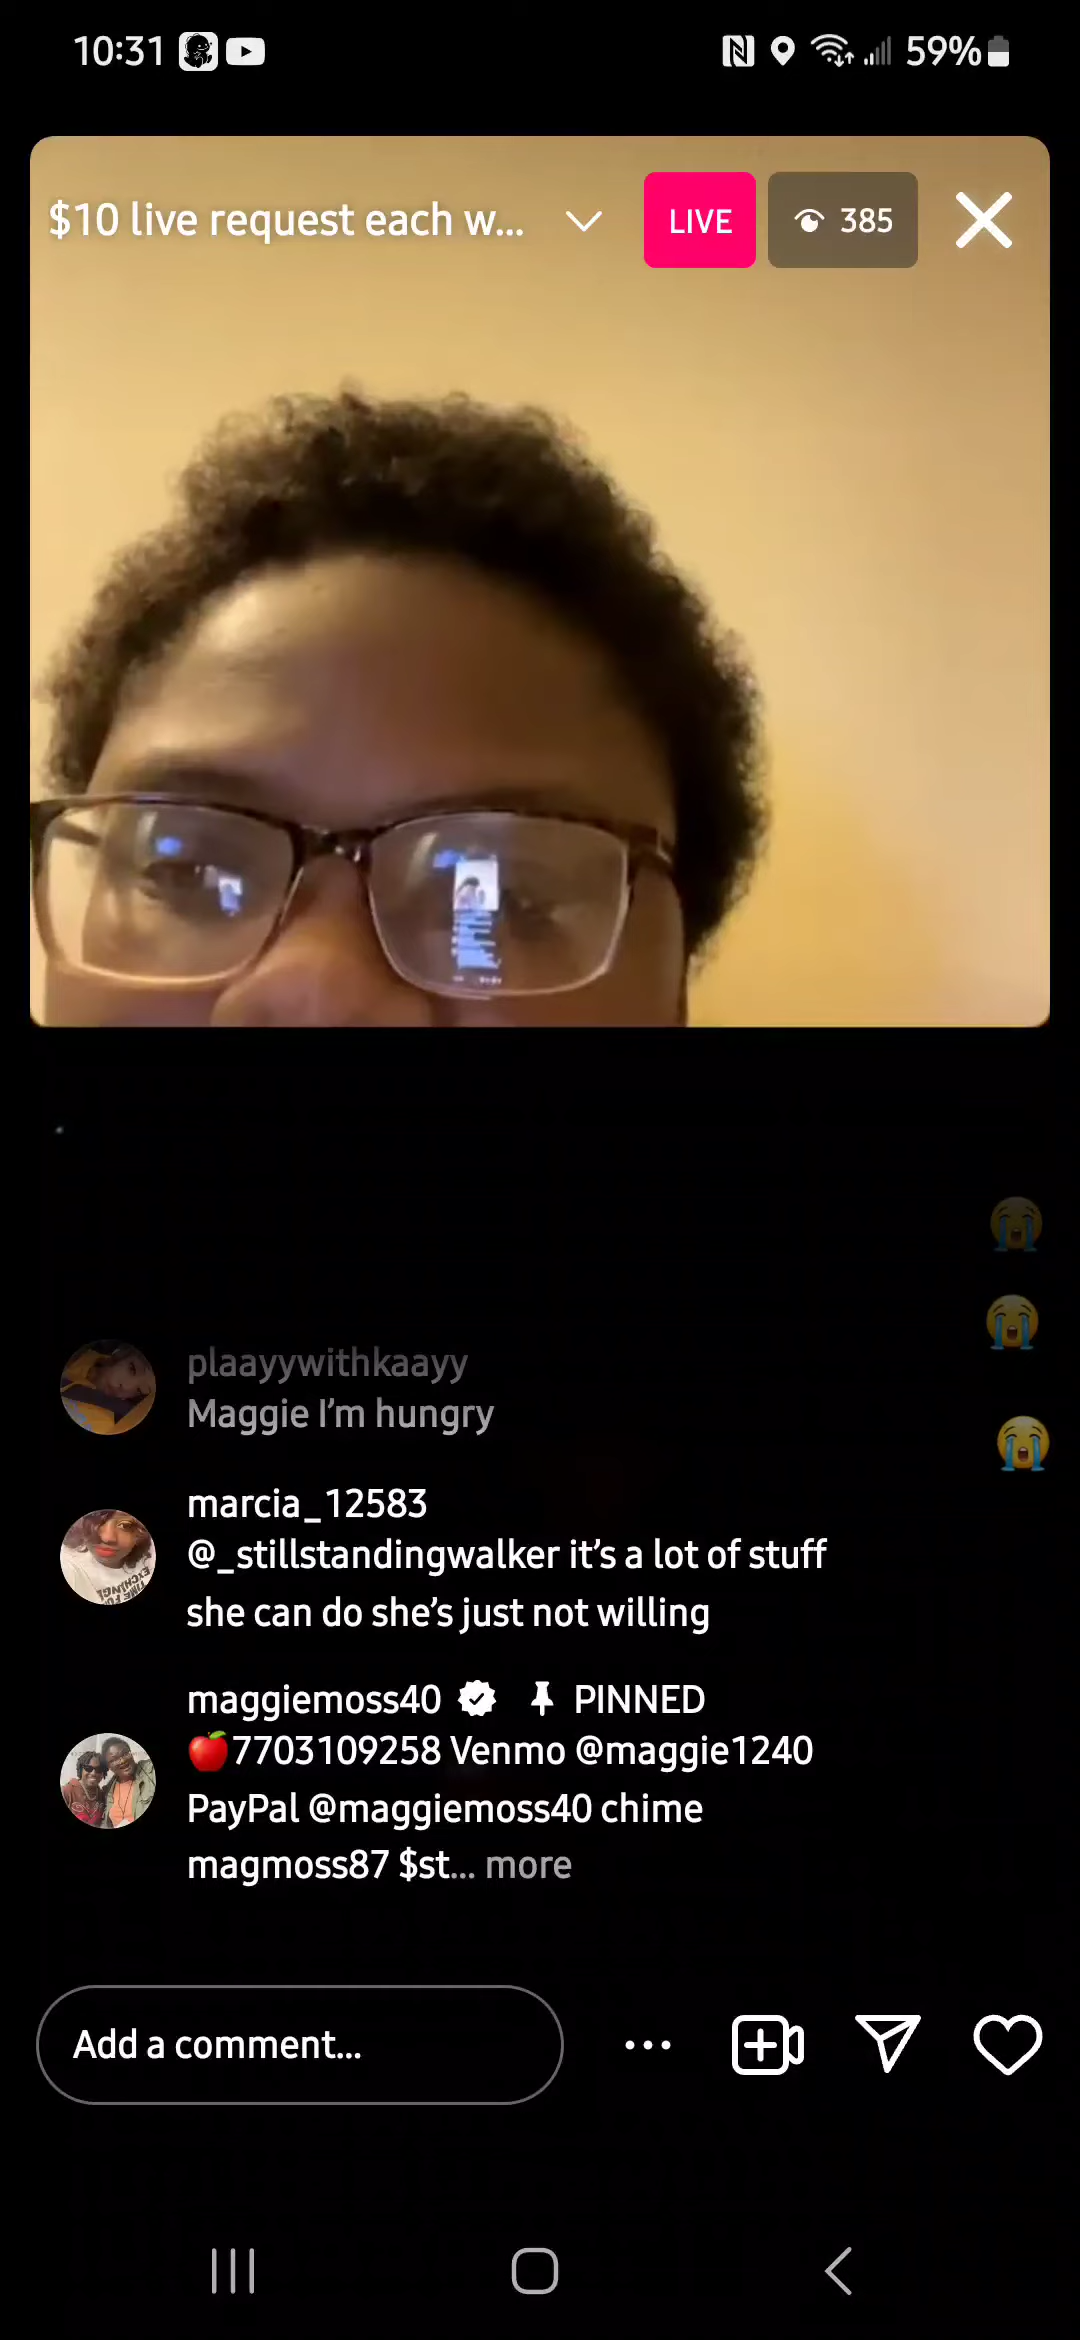 10:31
59%
$10 live request each w...
LIVE
385
plaayywithkaayy
Maggie I'm hungry
marcia_12583
@_stillstandingwalker it's a lot of stuff
she can do she's just not willing
maggiemoss40 PINNED
🍎7703109258 Venmo @maggie1240
PayPal @maggiemoss40 chime
magmoss87 $st... more
Add a comment...